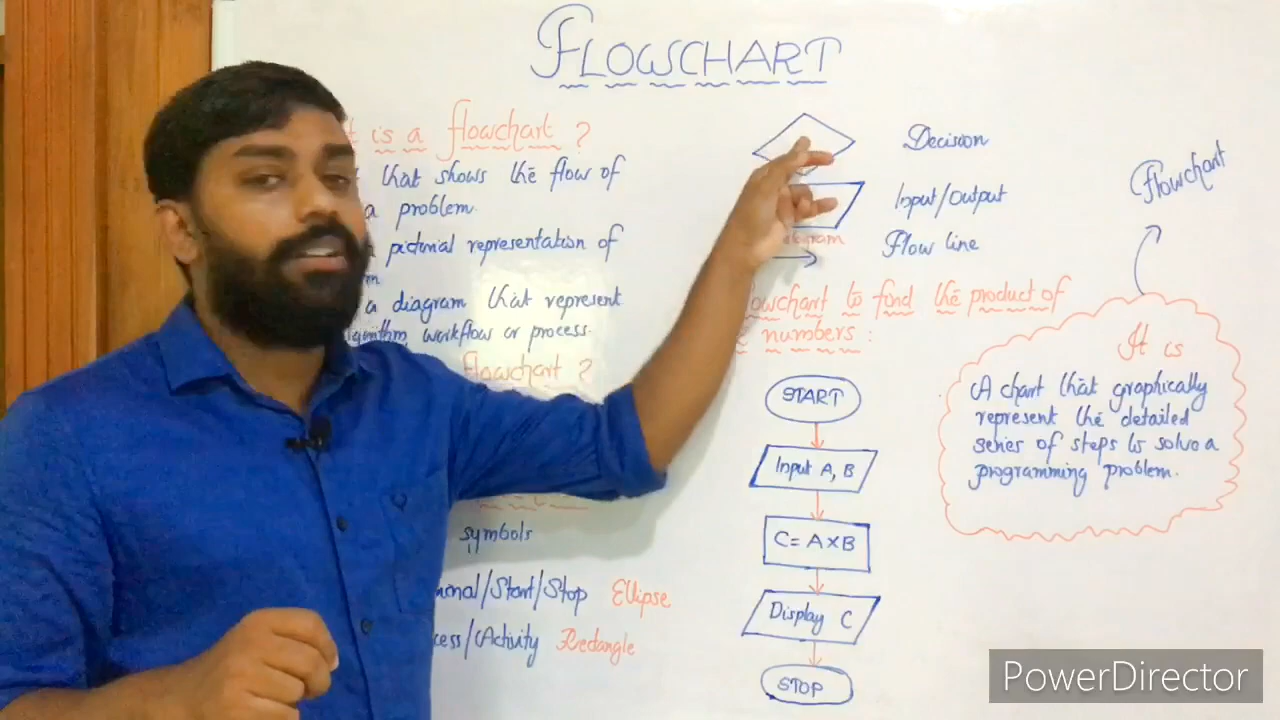 FLOWCHART
is a flowchart ?
that shows the flow of
a problem.
a pictorial representation of
a diagram that represent
algorithm, workflow or process.
flowchart ?
symbols
/Start/Stop Ellipse
/Activity Rectangle
Decision
Input/Output
Flow line
flowchart to find the product of
numbers :
START
Input A, B
C = A×B
Display C
STOP
Flowchart
It is
A chart that graphically
represent the detailed
series of steps to solve a
programming problem.
PowerDirector